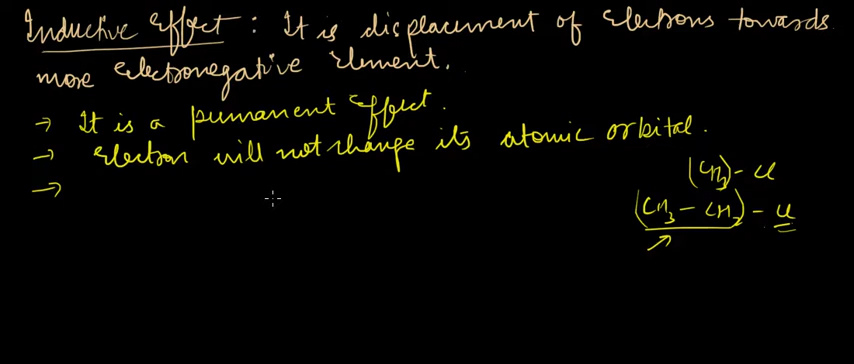 Inductive Effect : It is displacement of Electrons towards
more Electronegative Element.
→ It is a permanent Effect.
→ Electron will not change its atomic orbital.
→
(CH3) - Cl
(CH3 - CH2) - Cl